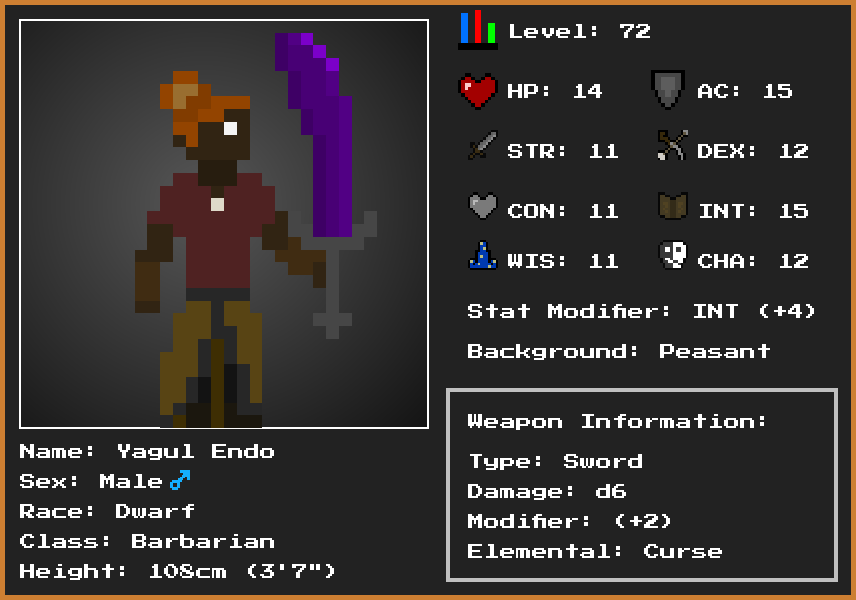 Level: 72
HP: 14
AC: 15
STR: 11
DEX: 12
CON: 11
INT: 15
WIS: 11
CHA: 12
Stat Modifier: INT (+4)
Background: Peasant
Weapon Information:
Type: Sword
Damage: d6
Modifier: (+2)
Elemental: Curse
Name: Yagul Endo
Sex: Male ♂
Race: Dwarf
Class: Barbarian
Height: 108cm (3'7")